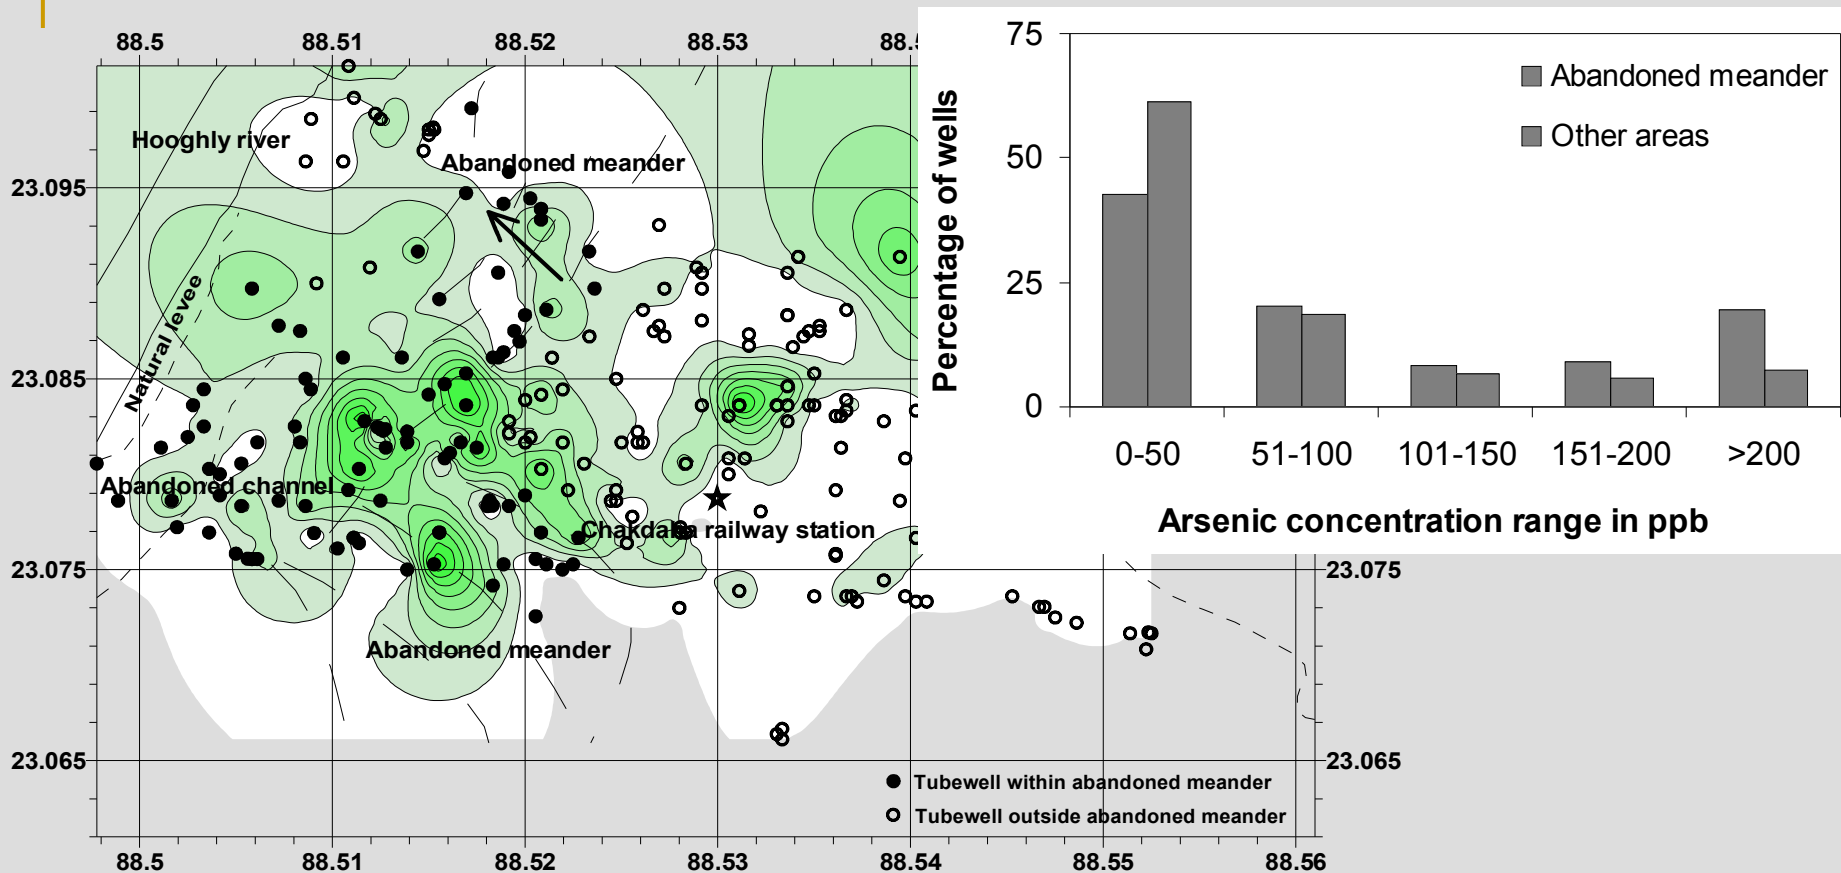 88.5 88.51 88.52 88.53 88.5
75
Abandoned meander
Other areas
50
25
0
Percentage of wells
0-50 51-100 101-150 151-200 >200
Arsenic concentration range in ppb
Hooghly river
Abandoned meander
23.095
Natural levee
23.085
Abandoned channel
Chakdaha railway station
23.075 23.075
Abandoned meander
23.065 23.065
Tubewell within abandoned meander
Tubewell outside abandoned meander
88.5 88.51 88.52 88.53 88.54 88.55 88.56